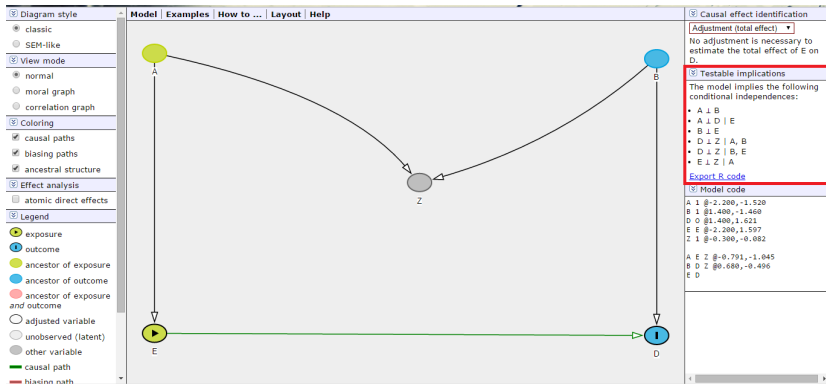 Diagram style
classic
SEM-like
View mode
normal
moral graph
correlation graph
Coloring
causal paths
biasing paths
ancestral structure
Effect analysis
atomic direct effects
Legend
exposure
outcome
ancestor of exposure
ancestor of outcome
ancestor of exposure
and outcome
adjusted variable
unobserved (latent)
other variable
causal path
biasing path
Model | Examples | How to ... | Layout | Help
A
B
Z
E
D
Causal effect identification
Adjustment (total effect)
No adjustment is necessary to
estimate the total effect of E on
D.
Testable implications
The model implies the following
conditional independences:
• A ⊥ B
• A ⊥ D | E
• B ⊥ E
• D ⊥ Z | A, B
• D ⊥ Z | B, E
• E ⊥ Z | A
Export R code
Model code
A 1 @-2.200,-1.520
B 1 @1.400,-1.460
D O @1.400,1.621
E E @-2.200,1.597
Z 1 @-0.300,-0.082
A E Z @-0.791,-1.045
B D Z @0.680,-0.496
E D